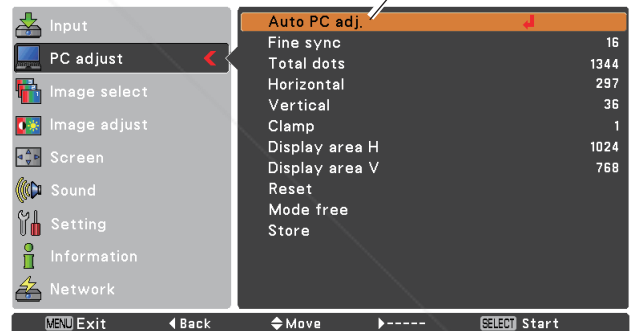 Input
PC adjust
Image select
Image adjust
Screen
Sound
Setting
Information
Network
Auto PC adj.
Fine sync 16
Total dots 1344
Horizontal 297
Vertical 36
Clamp 1
Display area H 1024
Display area V 768
Reset
Mode free
Store
MENU Exit Back Move ----- SELECT Start